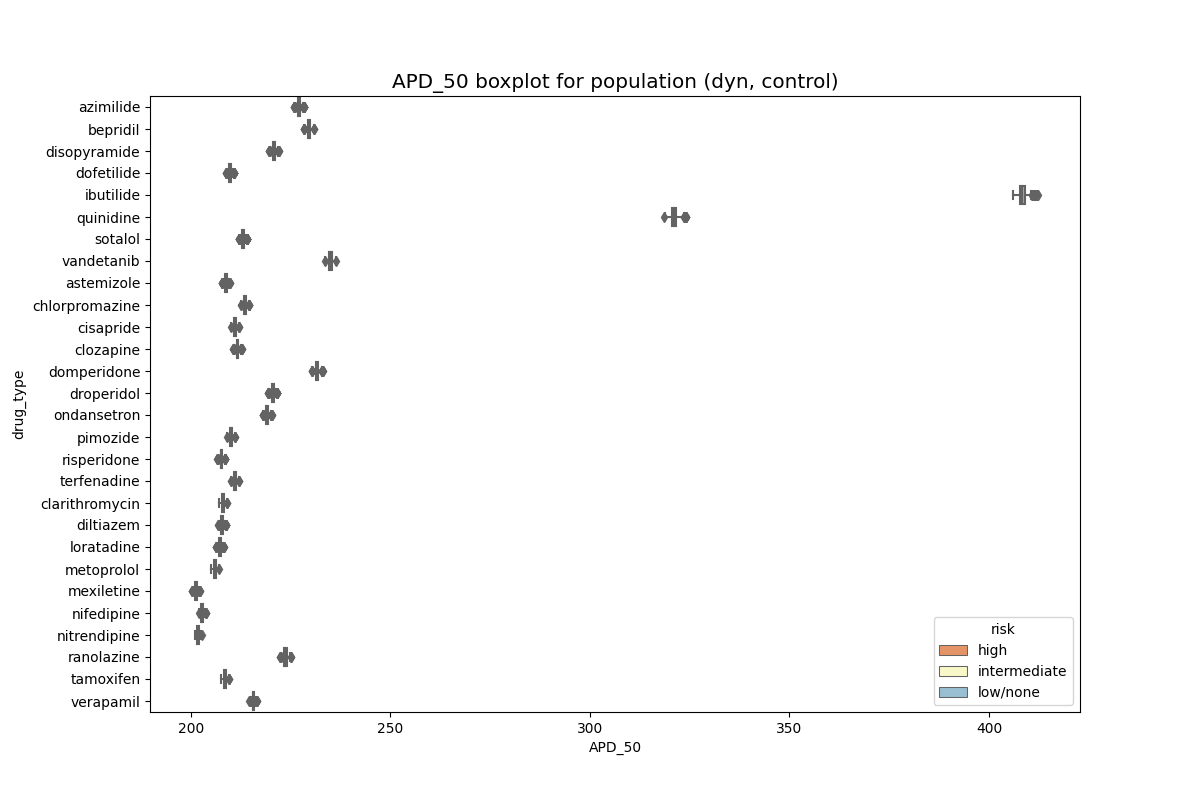 APD_50 boxplot for population (dyn, control)
azimilide
bepridil
disopyramide
dofetilide
ibutilide
quinidine
sotalol
vandetanib
astemizole
chlorpromazine
cisapride
clozapine
domperidone
droperidol
ondansetron
pimozide
risperidone
terfenadine
clarithromycin
diltiazem
loratadine
metoprolol
mexiletine
nifedipine
nitrendipine
ranolazine
tamoxifen
verapamil
drug_type
risk
high
intermediate
low/none
200 250 300 350 400
APD_50